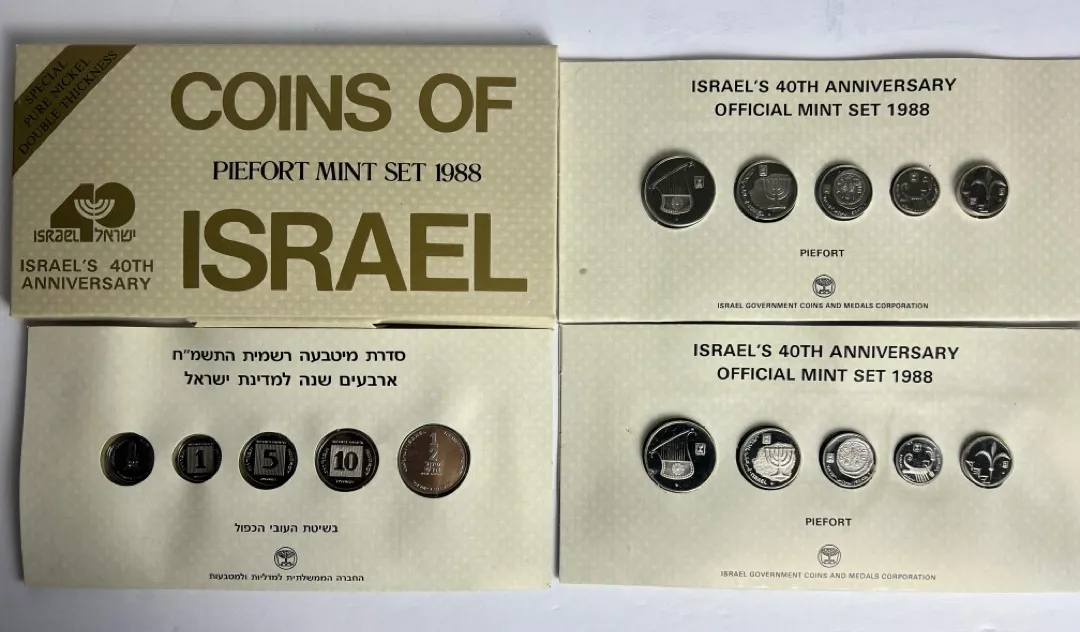 SPECIAL
PURE NICKEL
DOUBLE THICKNESS
COINS OF
PIEFORT MINT SET 1988
ISRAEL
40
ISRAEL ישראל
ISRAEL'S 40TH
ANNIVERSARY
ISRAEL'S 40TH ANNIVERSARY
OFFICIAL MINT SET 1988
PIEFORT
ISRAEL GOVERNMENT COINS AND MEDALS CORPORATION
סדרת מיטבעה רשמית התשמ"ח
ארבעים שנה למדינת ישראל
1
1
5
10
1/2
בשיטת העובי הכפול
החברה הממשלתית למדליות ולמטבעות
ISRAEL'S 40TH ANNIVERSARY
OFFICIAL MINT SET 1988
PIEFORT
ISRAEL GOVERNMENT COINS AND MEDALS CORPORATION